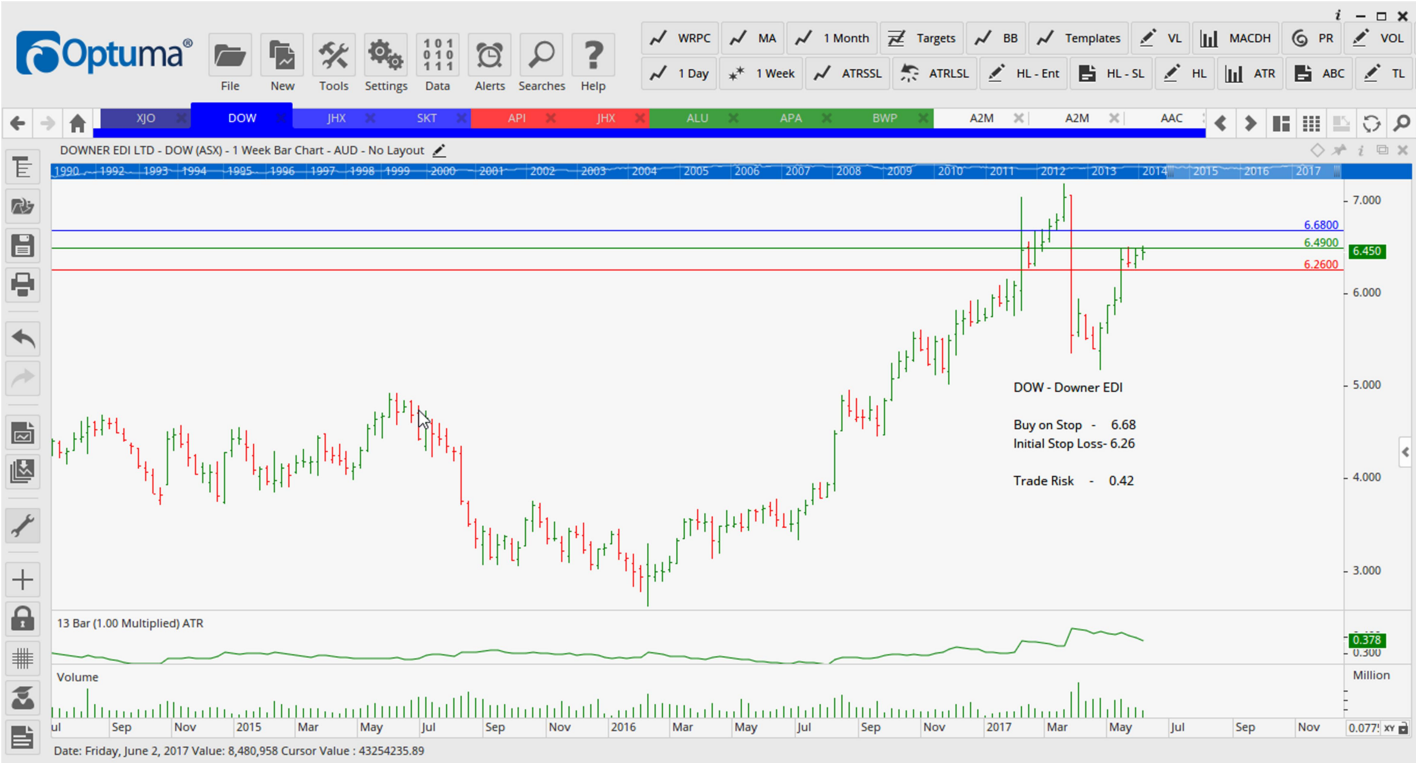 i
Optuma®
File
New
Tools
Settings
101
010
111
Data
Alerts
Searches
?
Help
WRPC
MA
1 Month
Targets
BB
Templates
VL
MACDH
PR
VOL
1 Day
1 Week
ATRSSL
ATRLSL
HL - Ent
HL - SL
HL
ATR
ABC
TL
XJO
DOW
JHX
SKT
API
JHX
ALU
APA
BWP
A2M
A2M
AAC
DOWNER EDI LTD - DOW (ASX) - 1 Week Bar Chart - AUD - No Layout
i
1990 1992 1993 1994 1995 1996 1997 1998 1999 2000 2001 2002 2003 2004 2005 2006 2007 2008 2009 2010 2011 2012 2013 2014 2015 2016 2017
7.000
6.6800
6.4900
6.450
6.2600
6.000
5.000
DOW - Downer EDI
Buy on Stop - 6.68
Initial Stop Loss- 6.26
Trade Risk - 0.42
4.000
3.000
13 Bar (1.00 Multiplied) ATR
0.378
0.300
Volume
Million
ul Sep Nov 2015 Mar May Jul Sep Nov 2016 Mar May Jul Sep Nov 2017 Mar May Jul Sep Nov
XY
Date: Friday, June 2, 2017 Value: 8,480,958 Cursor Value : 43254235.89